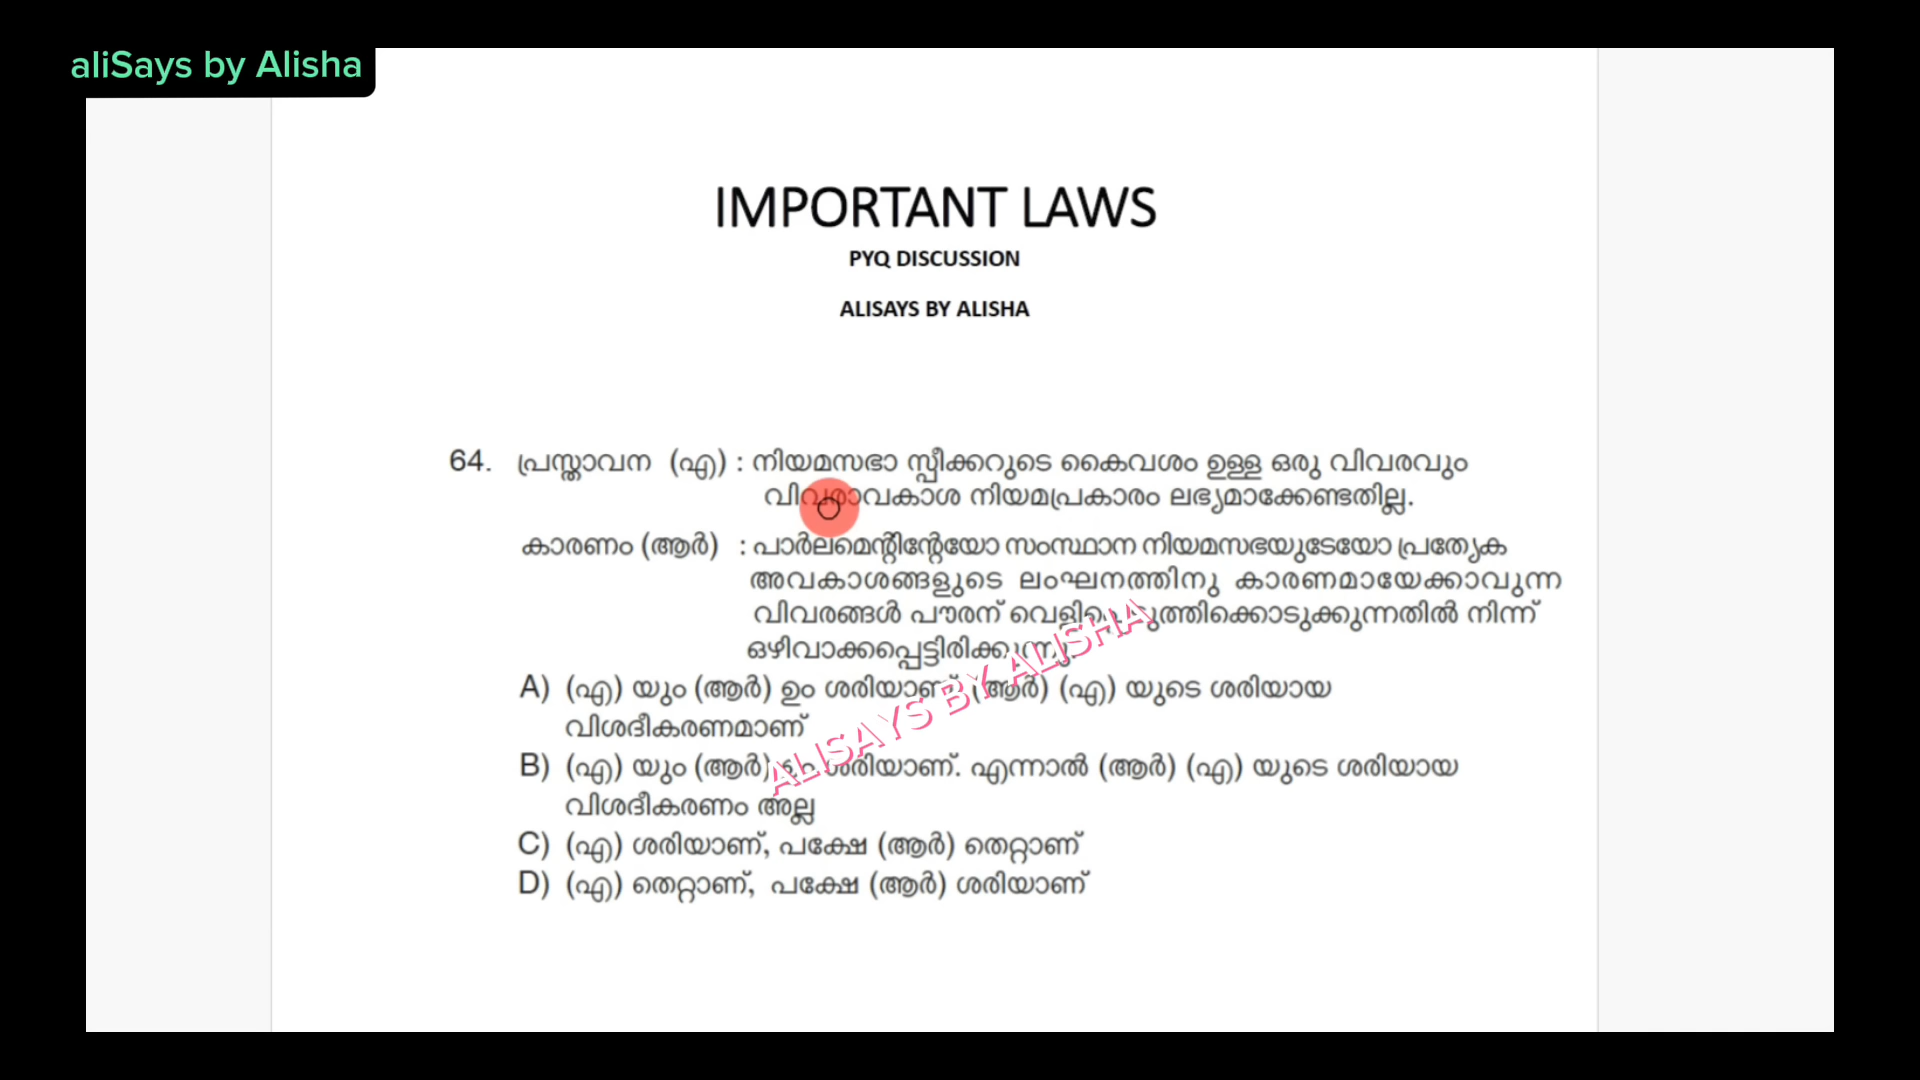 aliSays by Alisha
IMPORTANT LAWS
PYQ DISCUSSION
ALISAYS BY ALISHA
64. പ്രസ്താവന (എ) : നിയമസഭാ സ്പീക്കറുടെ കൈവശം ഉള്ള ഒരു വിവരവും
വിവരാവകാശ നിയമപ്രകാരം ലഭ്യമാക്കേണ്ടതില്ല.
കാരണം (ആർ) : പാർലമെന്റിന്റേയോ സംസ്ഥാന നിയമസഭയുടേയോ പ്രത്യേക
അവകാശങ്ങളുടെ ലംഘനത്തിനു കാരണമായേക്കാവുന്ന
വിവരങ്ങൾ പൗരന് വെളിപ്പെടുത്തിക്കൊടുക്കുന്നതിൽ നിന്ന്
ഒഴിവാക്കപ്പെട്ടിരിക്കുന്നു.
A) (എ) യും (ആർ) ഉം ശരിയാണ്. (ആർ) (എ) യുടെ ശരിയായ
വിശദീകരണമാണ്
B) (എ) യും (ആർ) ഉം ശരിയാണ്. എന്നാൽ (ആർ) (എ) യുടെ ശരിയായ
വിശദീകരണം അല്ല
C) (എ) ശരിയാണ്, പക്ഷേ (ആർ) തെറ്റാണ്
D) (എ) തെറ്റാണ്, പക്ഷേ (ആർ) ശരിയാണ്
ALISAYS BY ALISHA